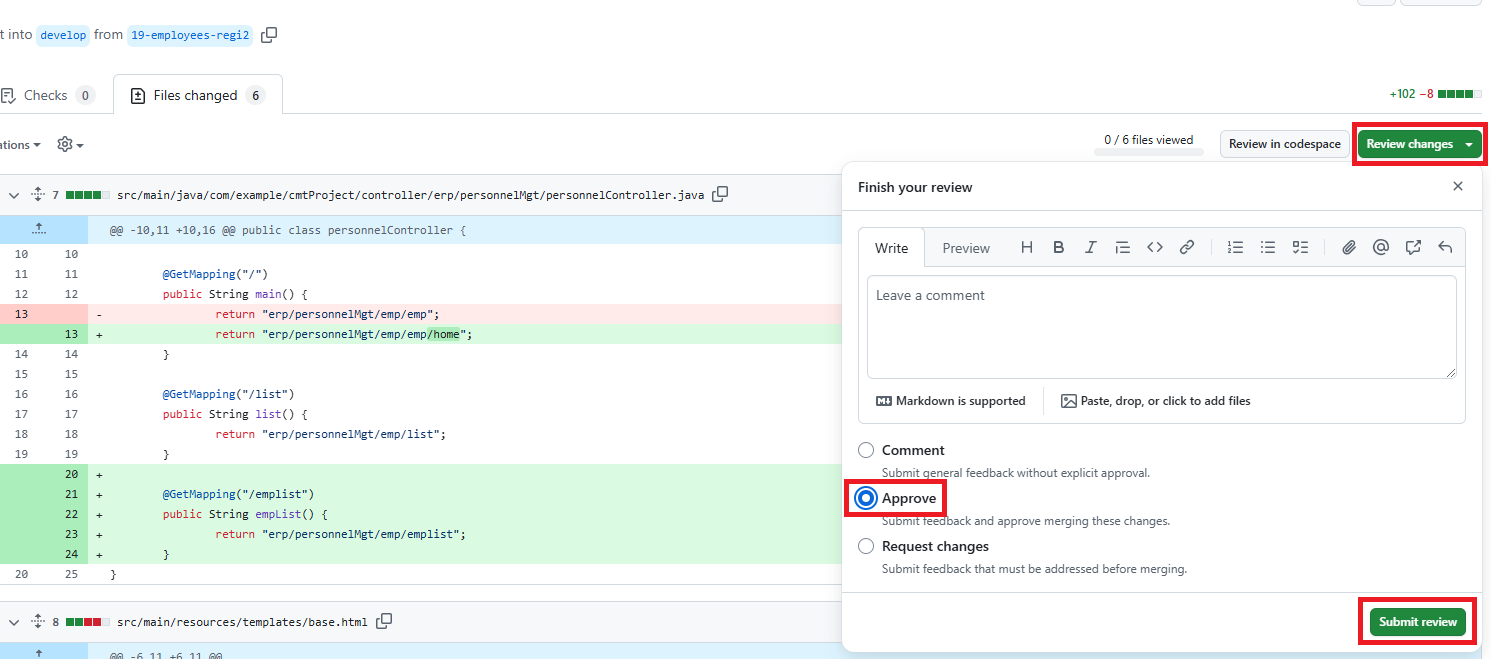 t into develop from 19-employees-regi2
Checks 0 Files changed 6
+102 −8
ations
0 / 6 files viewed Review in codespace Review changes
7 src/main/java/com/example/cmtProject/controller/erp/personnelMgt/personnelController.java
@@ -10,11 +10,16 @@ public class personnelController {
10 10
11 11 @GetMapping("/")
12 12 public String main() {
13 - return "erp/personnelMgt/emp/emp";
13 + return "erp/personnelMgt/emp/emp/home";
14 14 }
15 15
16 16 @GetMapping("/list")
17 17 public String list() {
18 18 return "erp/personnelMgt/emp/list";
19 19 }
20 +
21 + @GetMapping("/emplist")
22 + public String empList() {
23 + return "erp/personnelMgt/emp/emplist";
24 + }
20 25 }
8 src/main/resources/templates/base.html
@@ -6,11 +6,11 @@
Finish your review
Write Preview
Leave a comment
Markdown is supported
Paste, drop, or click to add files
Comment
Submit general feedback without explicit approval.
Approve
Submit feedback and approve merging these changes.
Request changes
Submit feedback that must be addressed before merging.
Submit review